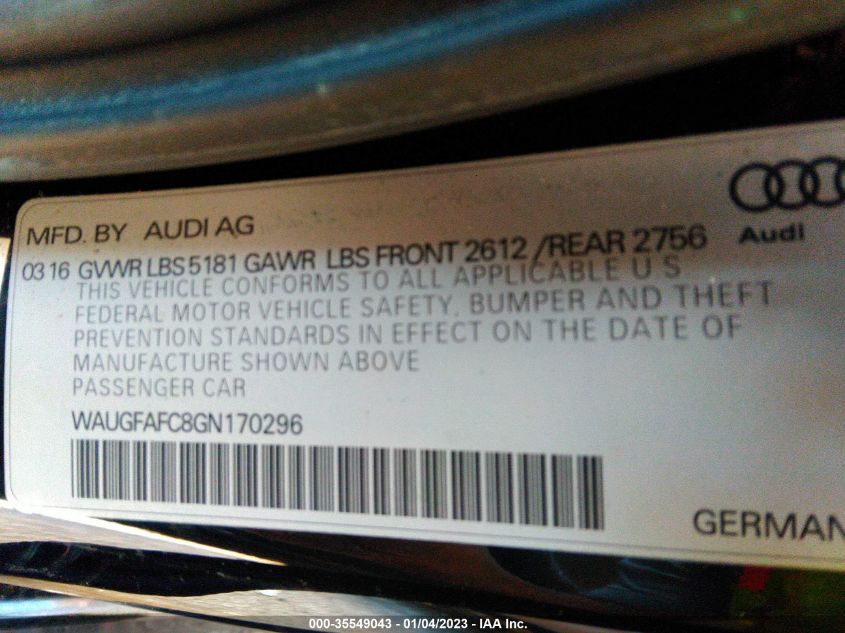 MFD. BY AUDI AG
Audi
03 16 GVWR LBS 5181 GAWR LBS FRONT 2612 /REAR 2756
THIS VEHICLE CONFORMS TO ALL APPLICABLE U S
FEDERAL MOTOR VEHICLE SAFETY, BUMPER AND THEFT
PREVENTION STANDARDS IN EFFECT ON THE DATE OF
MANUFACTURE SHOWN ABOVE
PASSENGER CAR
WAUGFAFC8GN170296
GERMAN
000-35549043 - 01/04/2023 - IAA Inc.